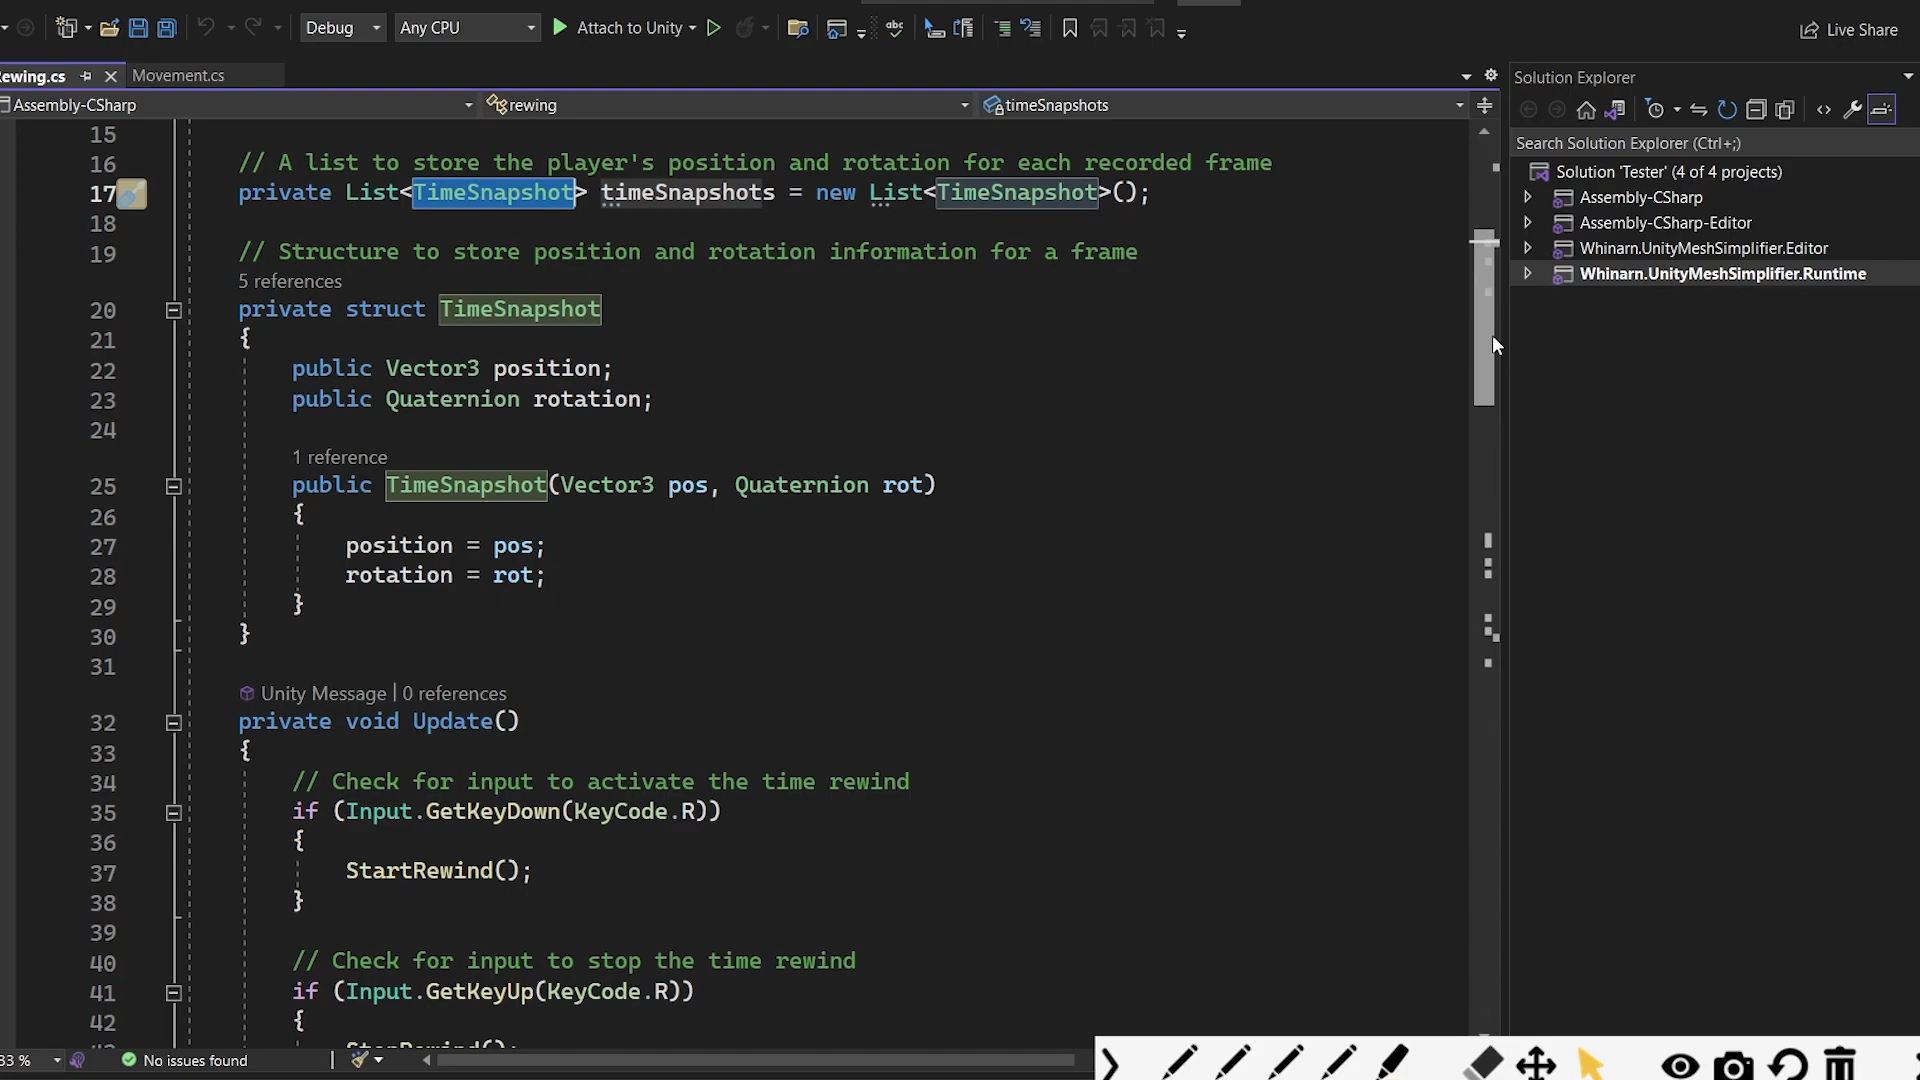 Debug Any CPU Attach to Unity Live Share
ewing.cs Movement.cs Solution Explorer
Assembly-CSharp rewing timeSnapshots
Search Solution Explorer (Ctrl+;)
Solution 'Tester' (4 of 4 projects)
Assembly-CSharp
Assembly-CSharp-Editor
Whinarn.UnityMeshSimplifier.Editor
Whinarn.UnityMeshSimplifier.Runtime
15
16 // A list to store the player's position and rotation for each recorded frame
17 private List<TimeSnapshot> timeSnapshots = new List<TimeSnapshot>();
18
19 // Structure to store position and rotation information for a frame
5 references
20 private struct TimeSnapshot
21 {
22 public Vector3 position;
23 public Quaternion rotation;
24
1 reference
25 public TimeSnapshot(Vector3 pos, Quaternion rot)
26 {
27 position = pos;
28 rotation = rot;
29 }
30 }
31
Unity Message | 0 references
32 private void Update()
33 {
34 // Check for input to activate the time rewind
35 if (Input.GetKeyDown(KeyCode.R))
36 {
37 StartRewind();
38 }
39
40 // Check for input to stop the time rewind
41 if (Input.GetKeyUp(KeyCode.R))
42 {
33 % No issues found